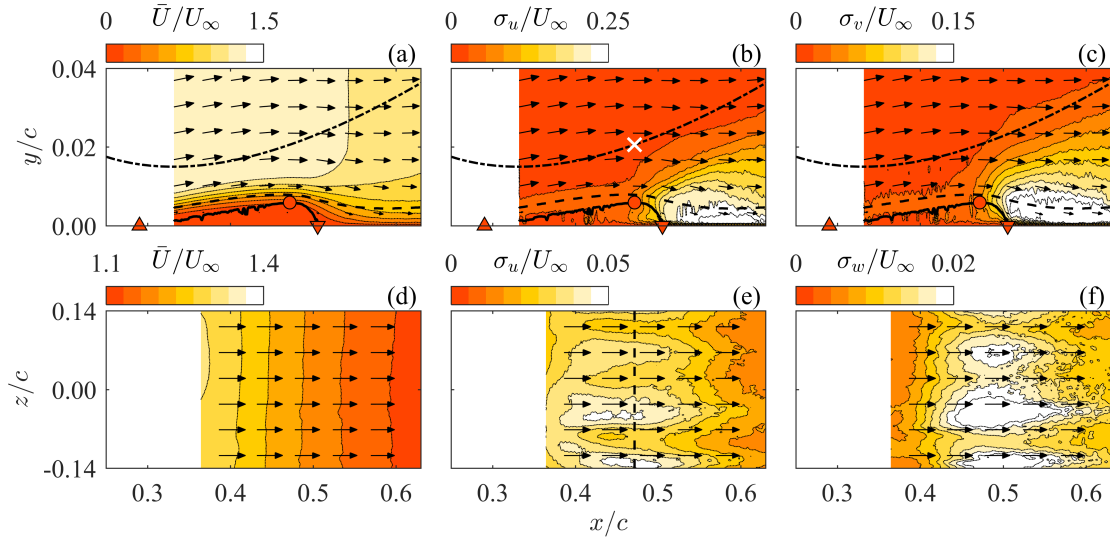 0 Ū/U∞ 1.5
0 σu/U∞ 0.25
0 σv/U∞ 0.15
(a)
(b)
(c)
0.04
0.02
0.00
y/c
1.1 Ū/U∞ 1.4
0 σu/U∞ 0.05
0 σw/U∞ 0.02
(d)
(e)
(f)
0.14
0.00
-0.14
z/c
0.3 0.4 0.5 0.6
0.3 0.4 0.5 0.6
0.3 0.4 0.5 0.6
x/c